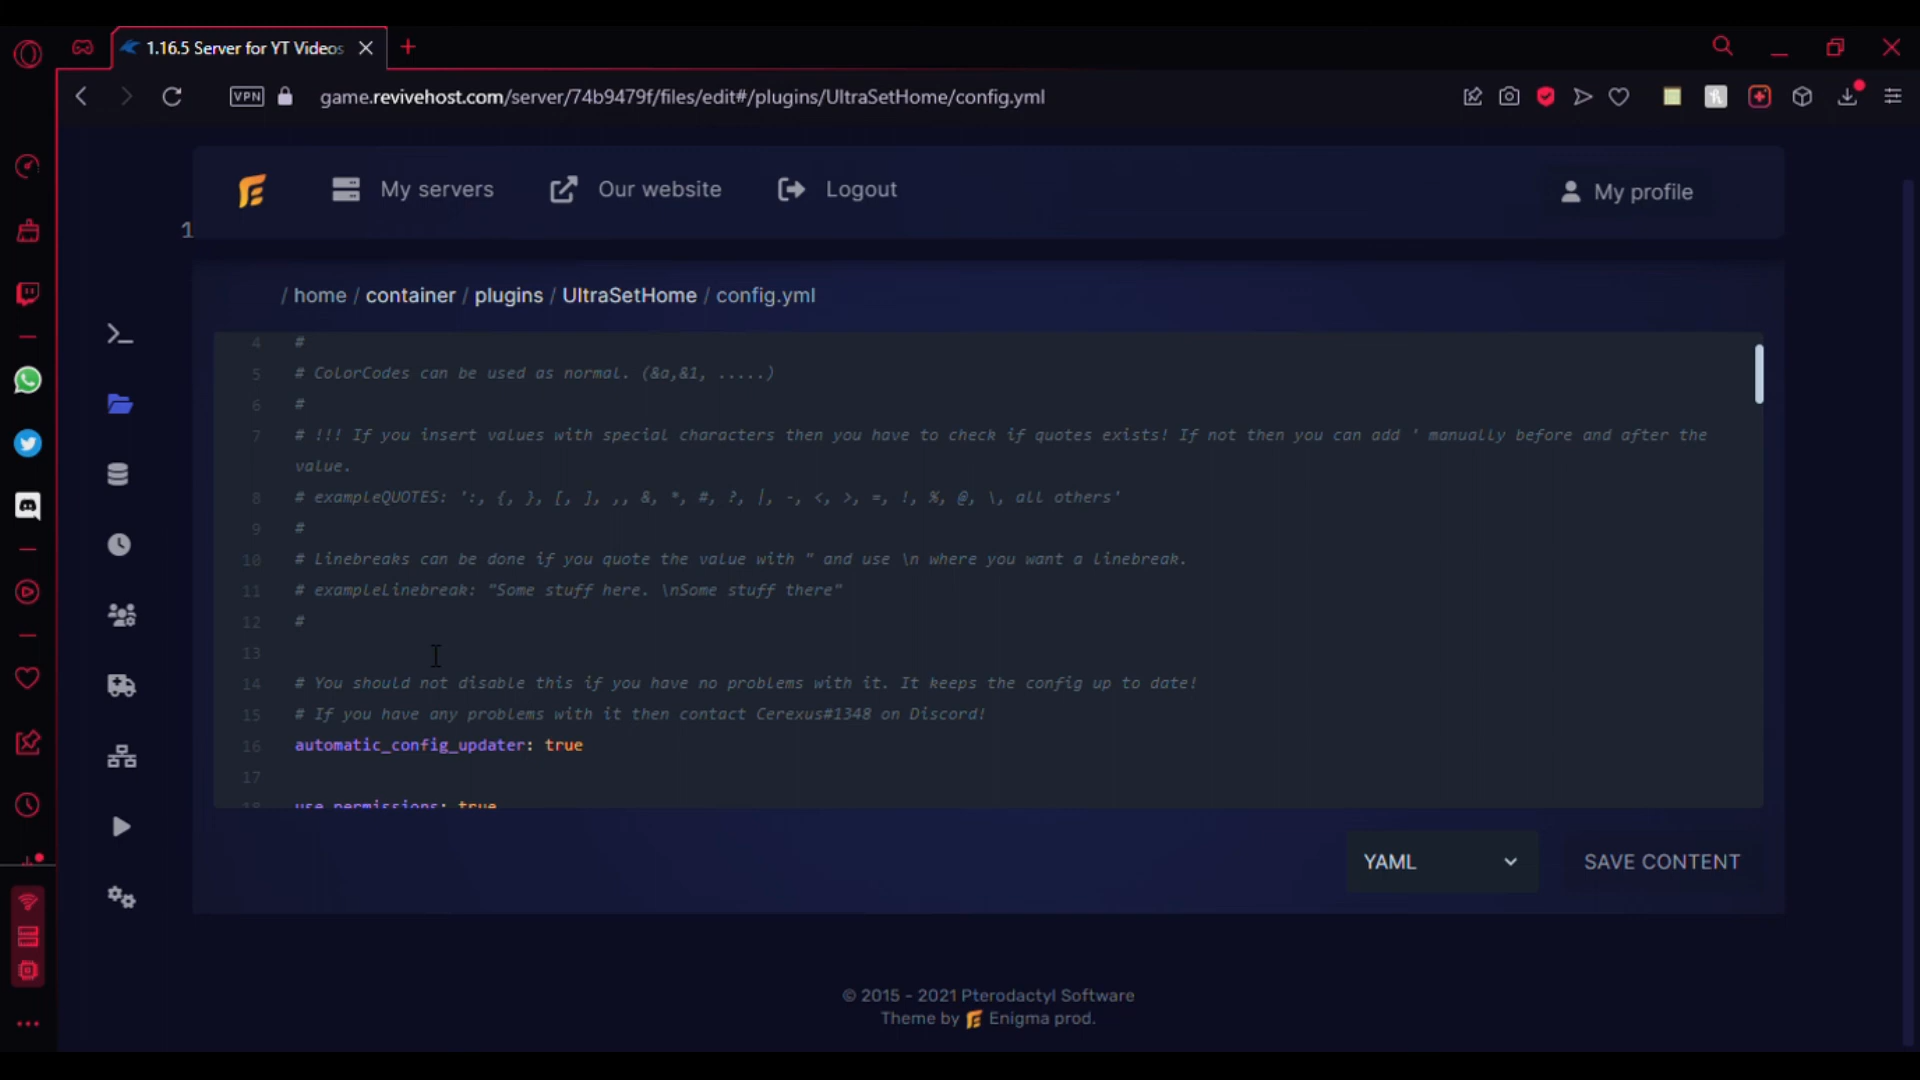 1.16.5 Server for YT Videos
VPN game.revivehost.com/server/74b9479f/files/edit#/plugins/UltraSetHome/config.yml
My servers Our website Logout My profile
1
/ home / container / plugins / UltraSetHome / config.yml
4 #
5 # ColorCodes can be used as normal. (&a,&1, .....)
6 #
7 # !!! If you insert values with special characters then you have to check if quotes exists! If not then you can add ' manually before and after the
value.
8 # exampleQUOTES: ':, {, }, [, ], ,, &, *, #, ?, |, -, <, >, =, !, %, @, \, all others'
9 #
10 # Linebreaks can be done if you quote the value with " and use \n where you want a linebreak.
11 # exampleLinebreak: "Some stuff here. \nSome stuff there"
12 #
13
14 # You should not disable this if you have no problems with it. It keeps the config up to date!
15 # If you have any problems with it then contact Cerexus#1348 on Discord!
16 automatic_config_updater: true
17
18 use_permissions: true
YAML SAVE CONTENT
© 2015 - 2021 Pterodactyl Software
Theme by Enigma prod.